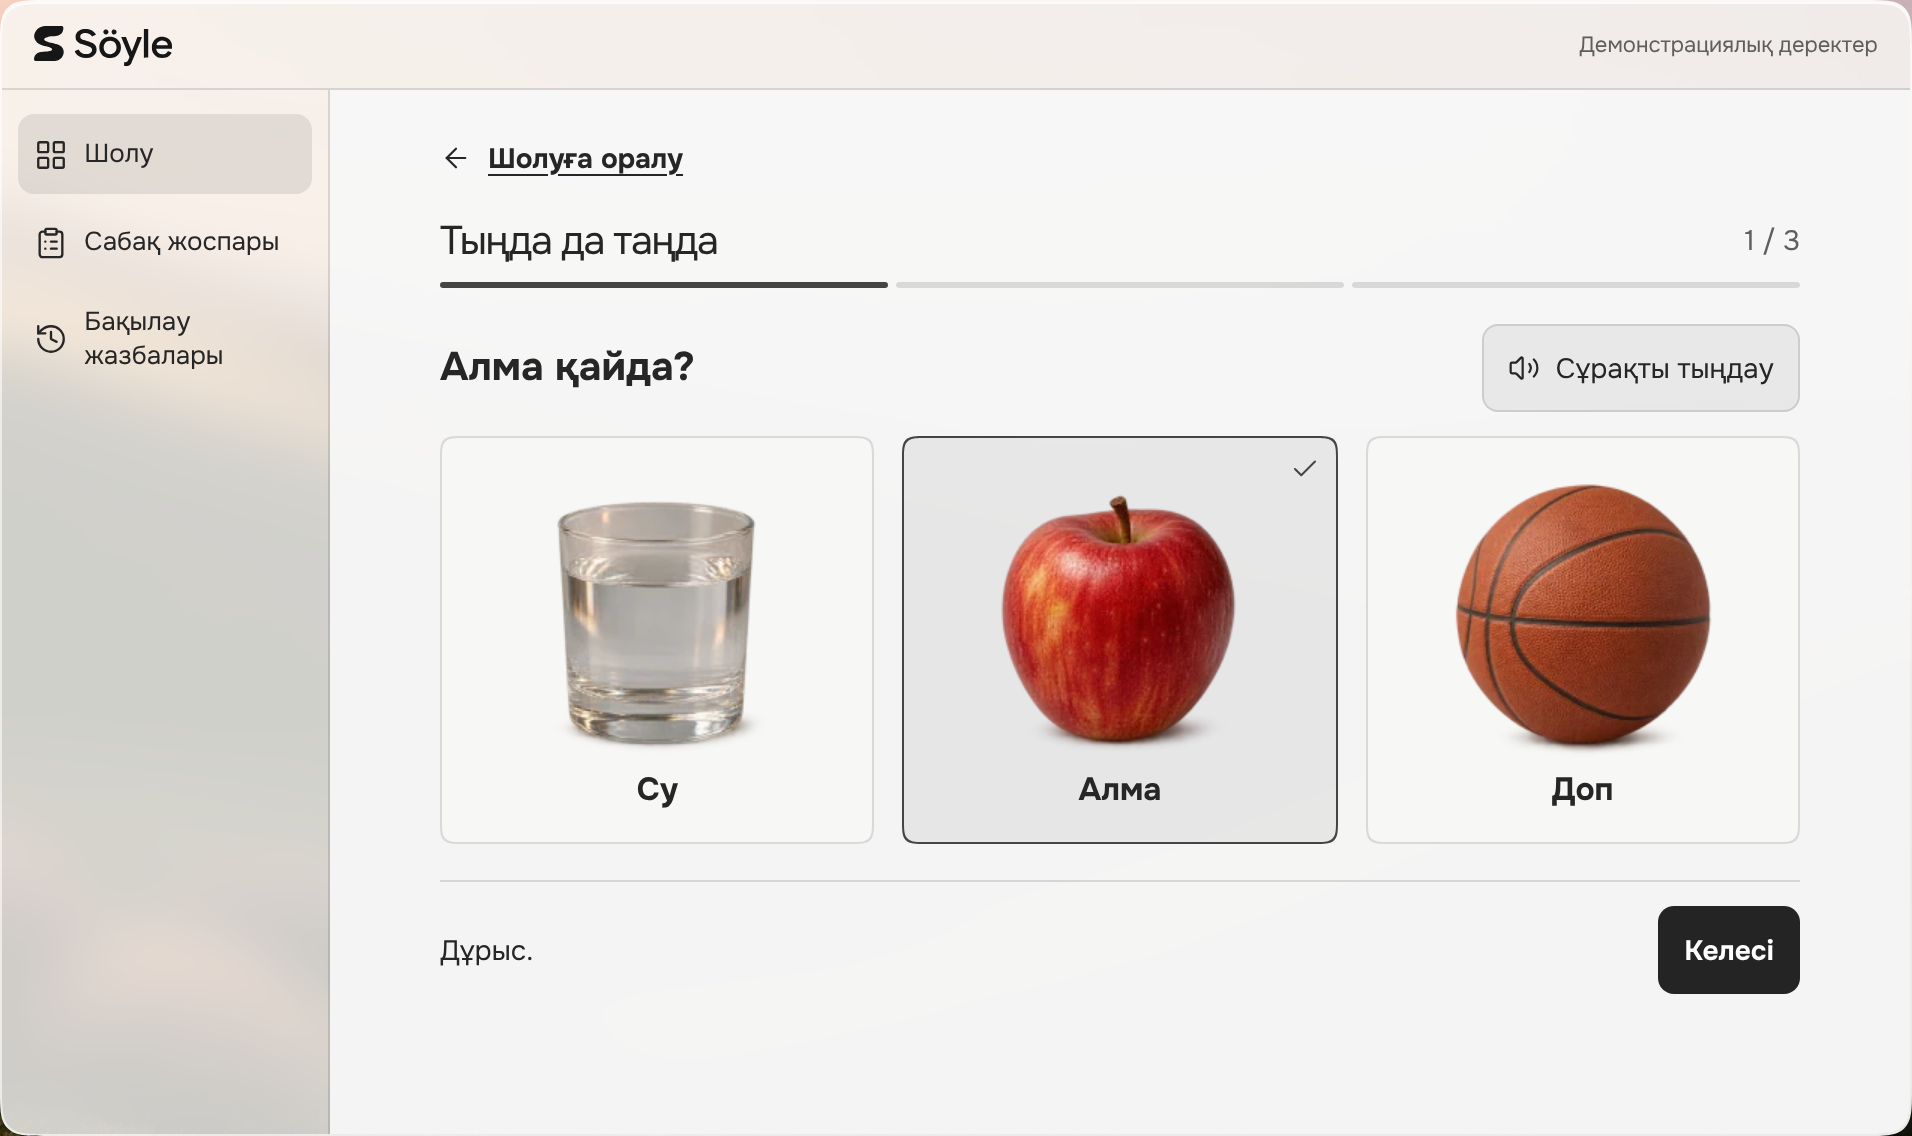 Söyle
Демонстрациялық деректер
Шолу
Сабақ жоспары
Бақылау
жазбалары
Шолуға оралу
Тыңда да таңда
1 / 3
Алма қайда?
Сұрақты тыңдау
Су
Алма
Доп
Дұрыс.
Келесі